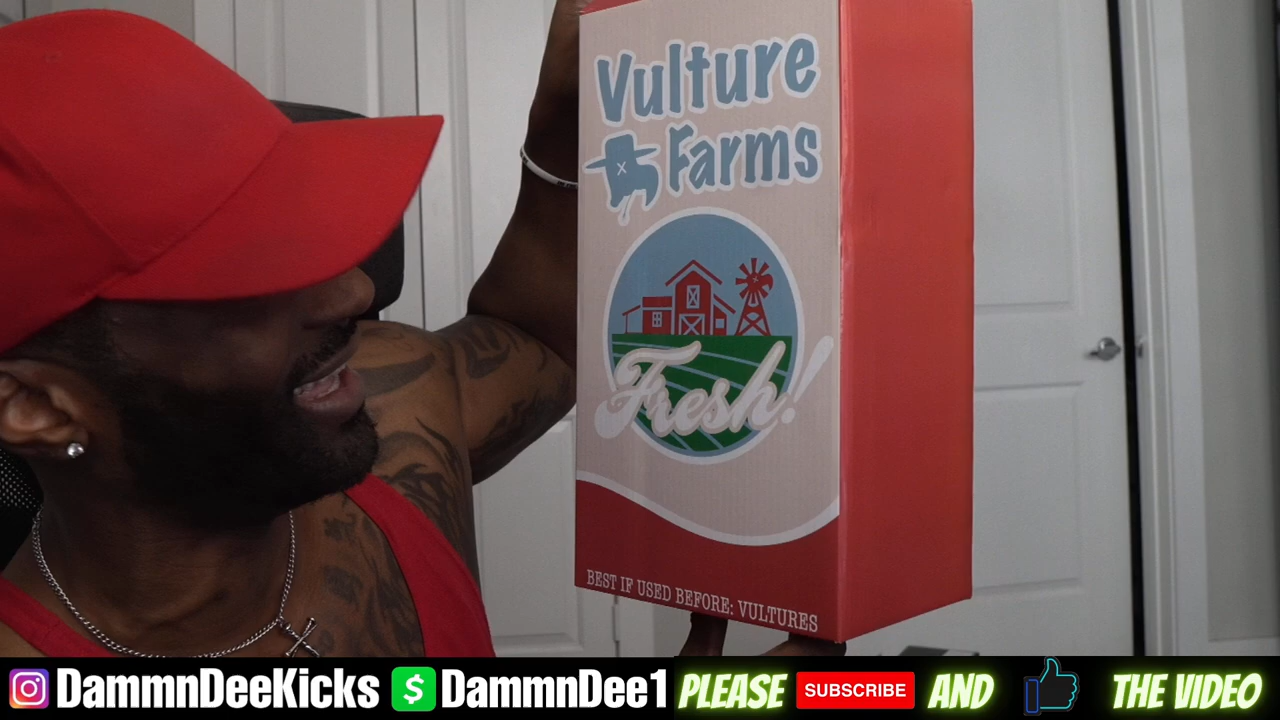 Vulture
Farms
Fresh!
BEST IF USED BEFORE: VULTURES
DammnDeeKicks $ DammnDee1 PLEASE SUBSCRIBE AND THE VIDEO